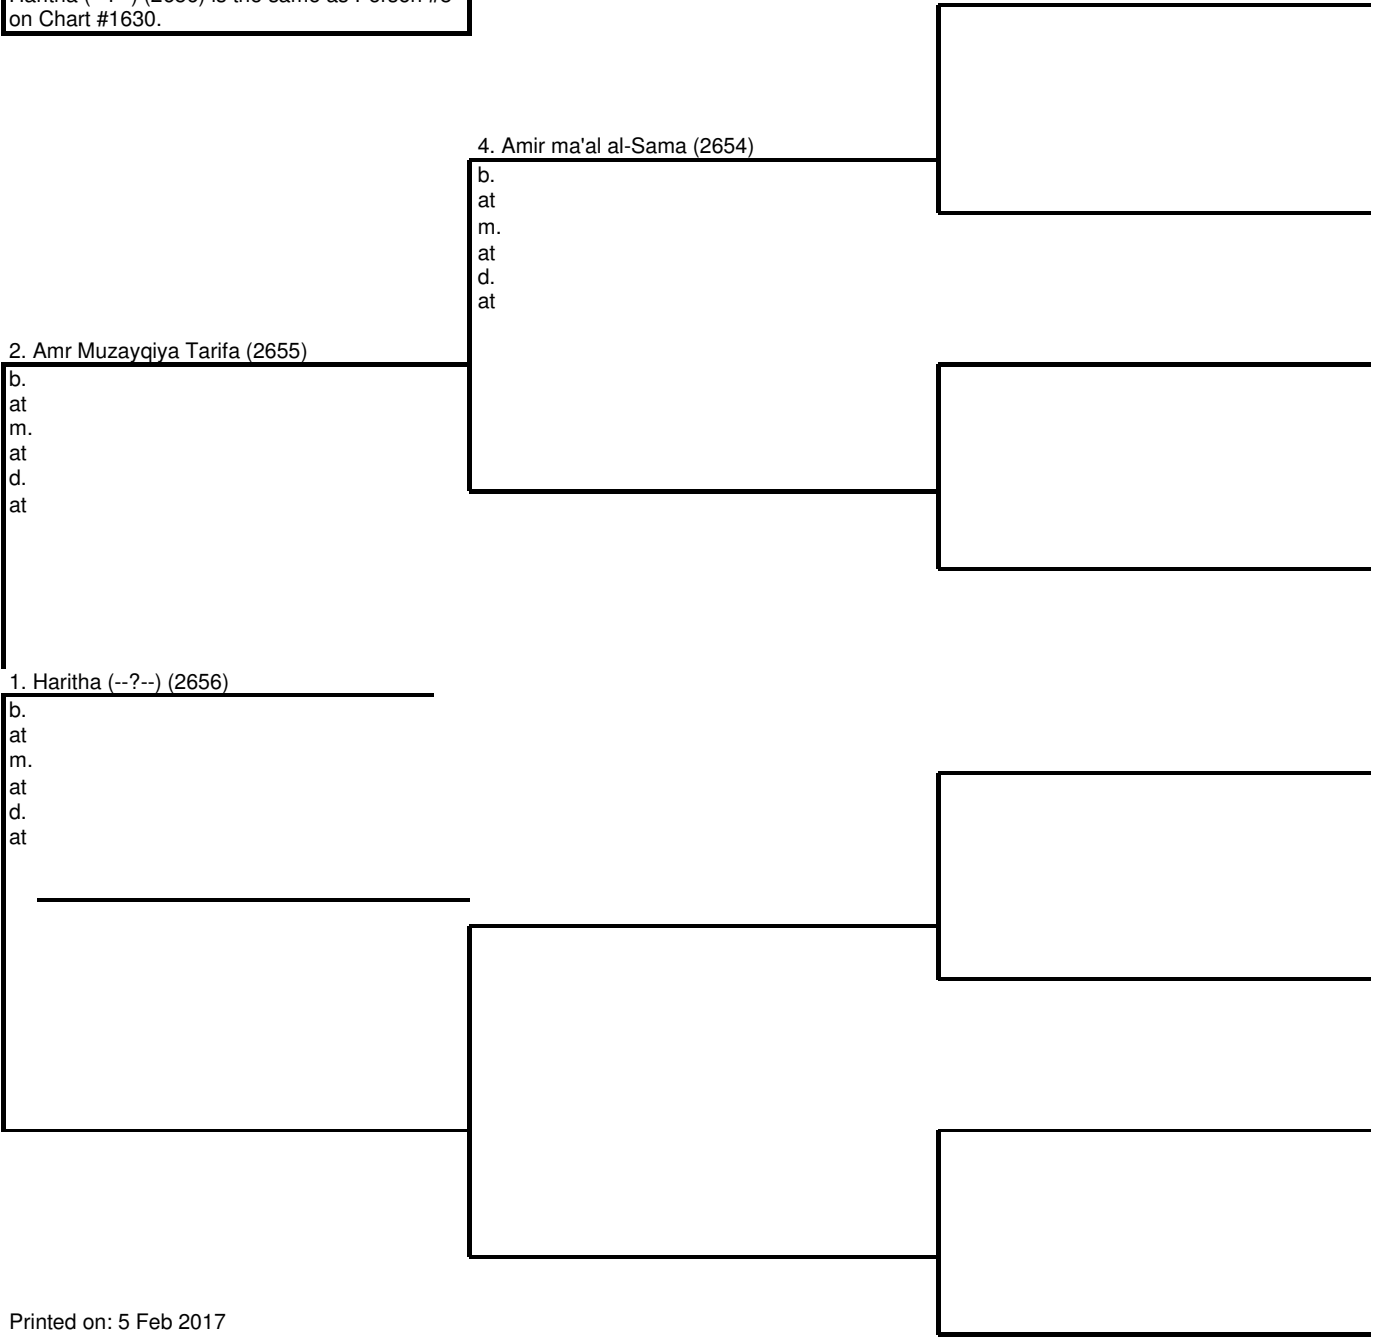 on Chart #1630.
4. Amir ma'al al-Sama (2654)
b.
at
m.
at
d.
at
2. Amr Muzayqiya Tarifa (2655)
b.
at
m.
at
d.
at
1. Haritha (--?--) (2656)
b.
at
m.
at
d.
at
Printed on: 5 Feb 2017